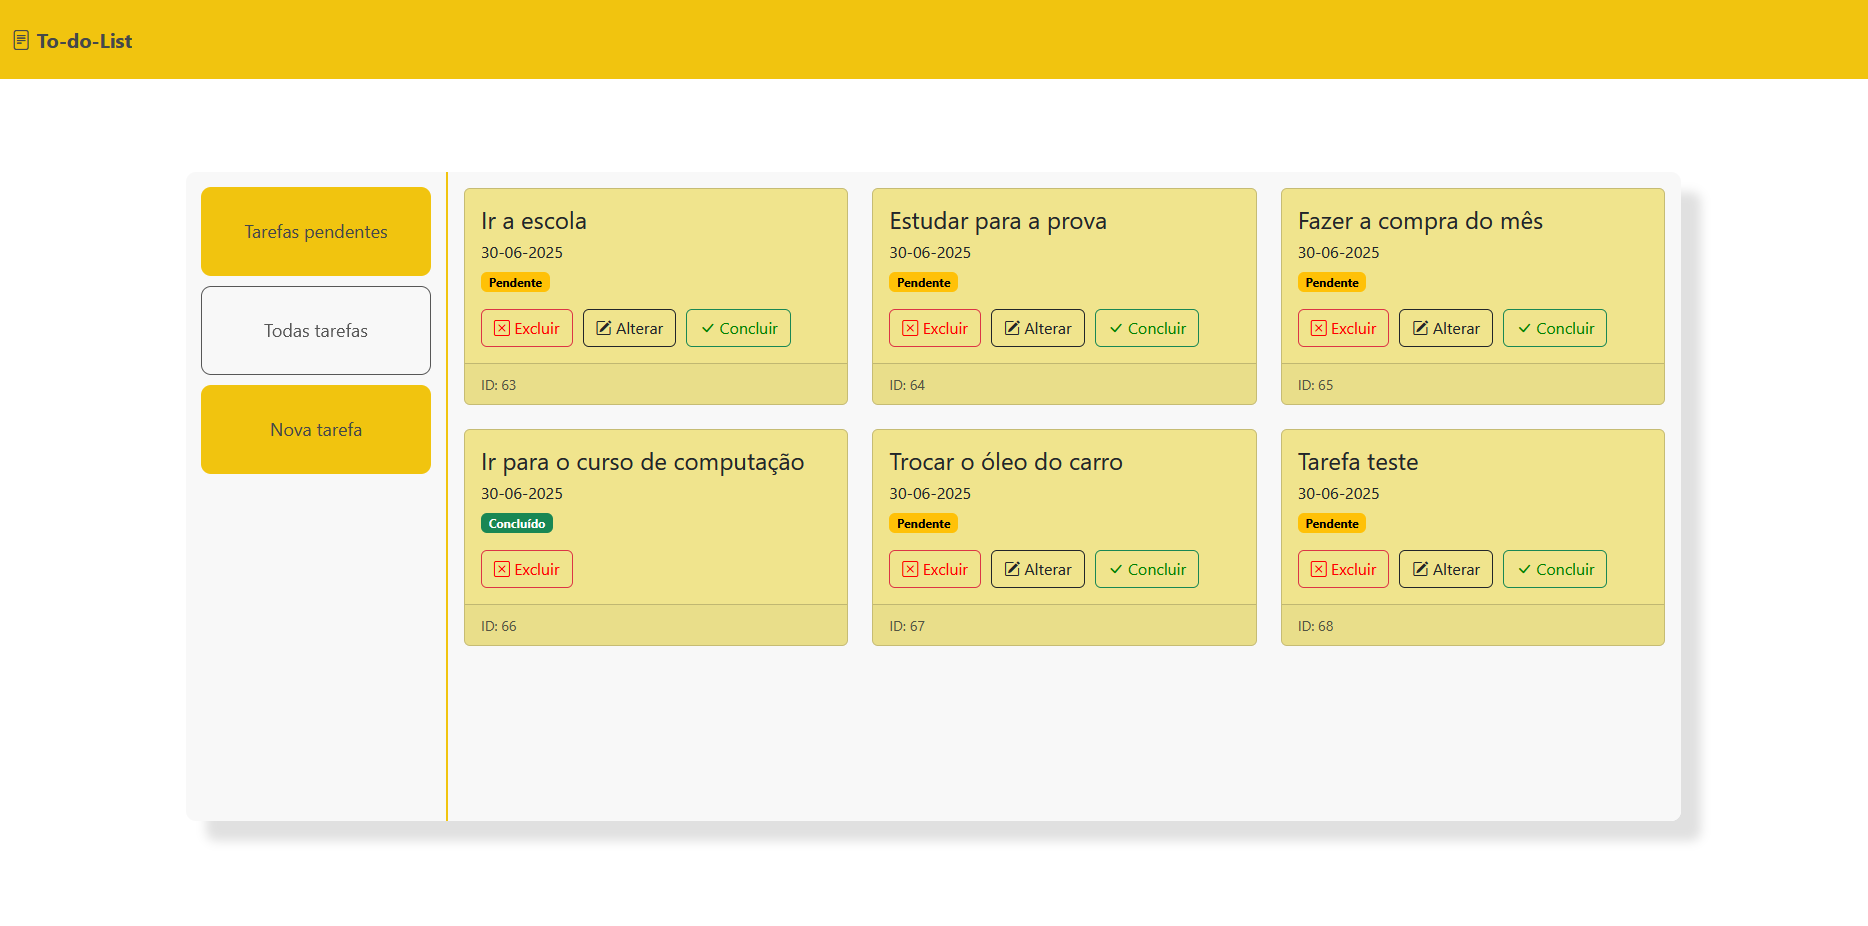 To-do-List
Tarefas pendentes
Todas tarefas
Nova tarefa
Ir a escola
30-06-2025
Pendente
Excluir Alterar Concluir
ID: 63
Estudar para a prova
30-06-2025
Pendente
Excluir Alterar Concluir
ID: 64
Fazer a compra do mês
30-06-2025
Pendente
Excluir Alterar Concluir
ID: 65
Ir para o curso de computação
30-06-2025
Concluído
Excluir
ID: 66
Trocar o óleo do carro
30-06-2025
Pendente
Excluir Alterar Concluir
ID: 67
Tarefa teste
30-06-2025
Pendente
Excluir Alterar Concluir
ID: 68